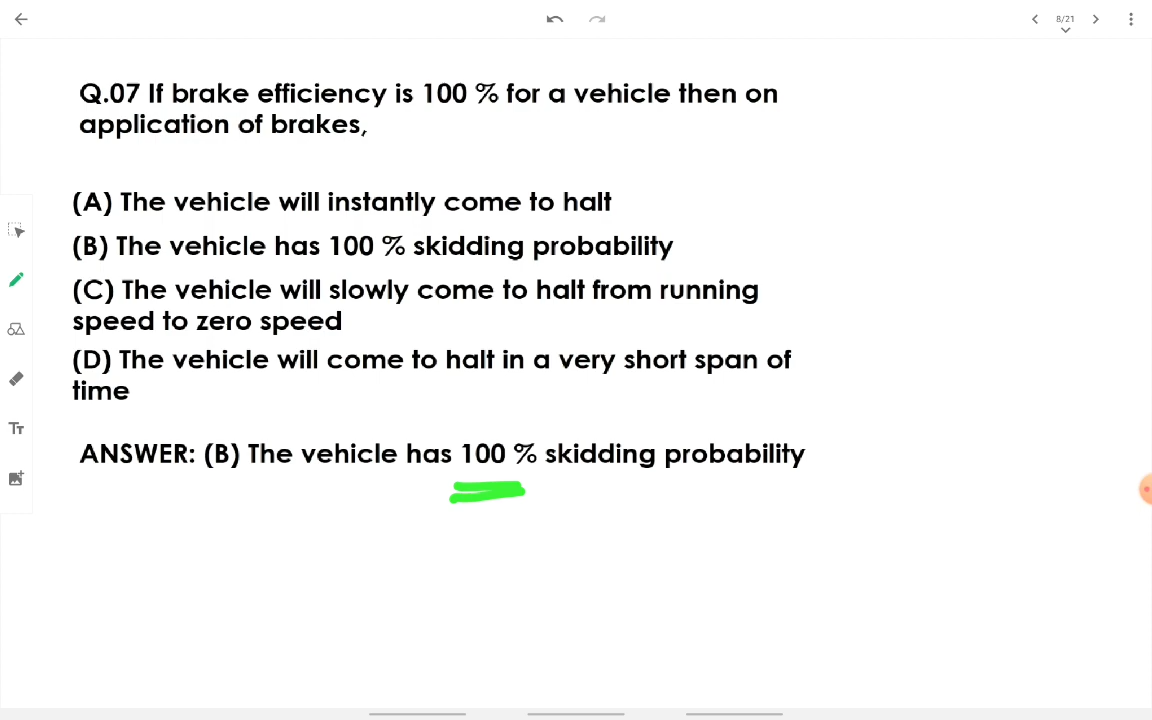 8/21
Q.07 If brake efficiency is 100 % for a vehicle then on
application of brakes,
(A) The vehicle will instantly come to halt
(B) The vehicle has 100 % skidding probability
(C) The vehicle will slowly come to halt from running
speed to zero speed
(D) The vehicle will come to halt in a very short span of
time
ANSWER: (B) The vehicle has 100 % skidding probability
Tт